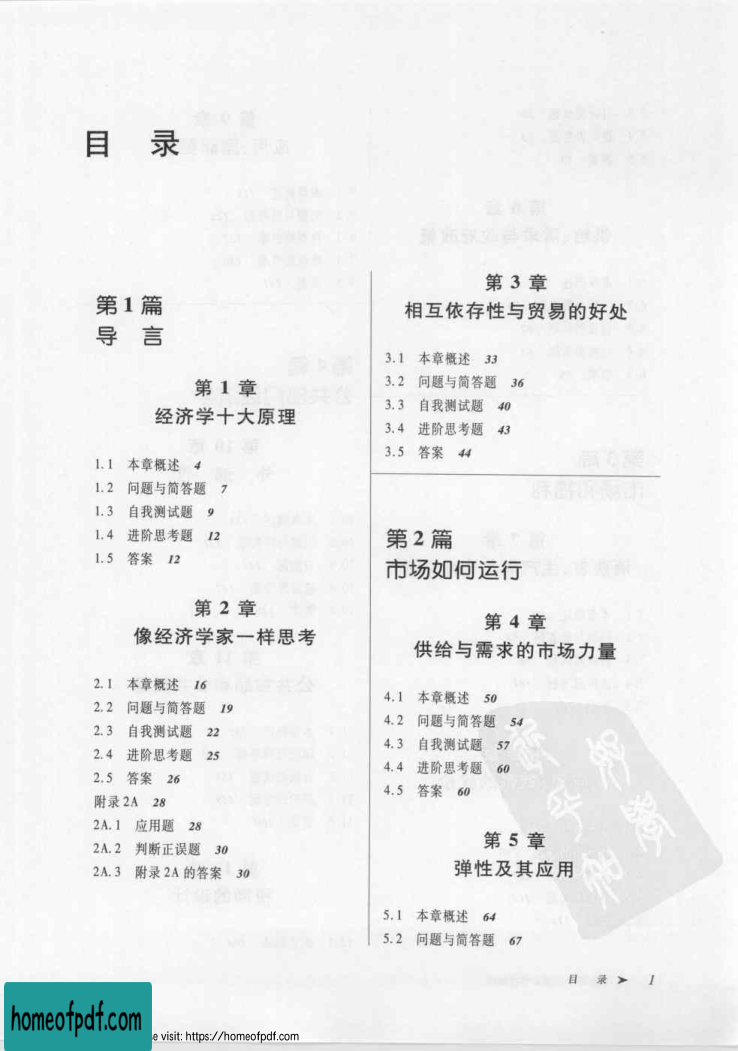 目 录
第1篇
导 言
第 1 章
经济学十大原理
1.1 本章概述 4
1.2 问题与简答题 7
1.3 自我测试题 9
1.4 进阶思考题 12
1.5 答案 12
第 2 章
像经济学家一样思考
2.1 本章概述 16
2.2 问题与简答题 19
2.3 自我测试题 22
2.4 进阶思考题 25
2.5 答案 26
附录2A 28
2A.1 应用题 28
2A.2 判断正误题 30
2A.3 附录2A的答案 30
第 3 章
相互依存性与贸易的好处
3.1 本章概述 33
3.2 问题与简答题 36
3.3 自我测试题 40
3.4 进阶思考题 43
3.5 答案 44
第2篇
市场如何运行
第 4 章
供给与需求的市场力量
4.1 本章概述 50
4.2 问题与简答题 54
4.3 自我测试题 57
4.4 进阶思考题 60
4.5 答案 60
第 5 章
弹性及其应用
5.1 本章概述 64
5.2 问题与简答题 67
目 录 ➤ 1
homeofpdf.com
se visit: https://homeofpdf.com